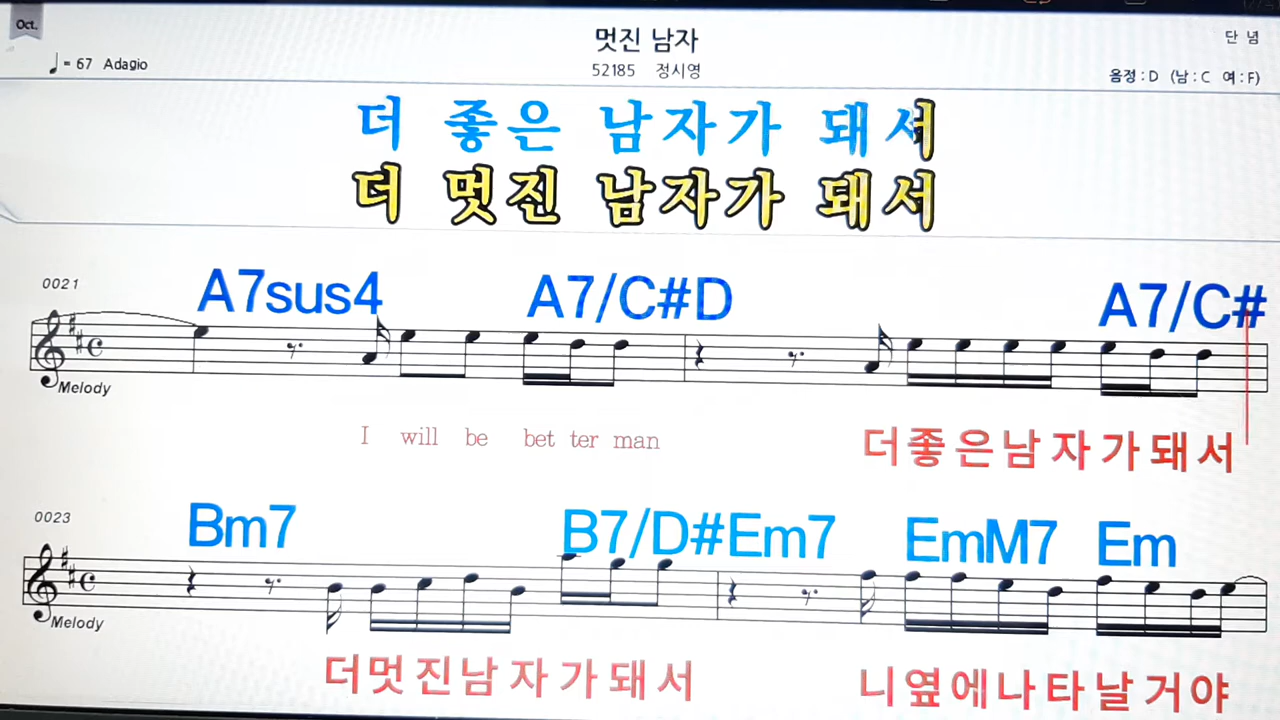 Oct.
멋진 남자
단 념
♩ = 67 Adagio
52185 정시영
음정 : D (남 : C 여 : F)
더 좋은 남자가 돼서
더 멋진 남자가 돼서
0021
A7sus4 A7/C# D A7/C#
Melody
I will be bet ter man 더좋은남자가돼서
0023
Bm7 B7/D# Em7 EmM7 Em
Melody
더멋진남자가돼서 니옆에나타날거야